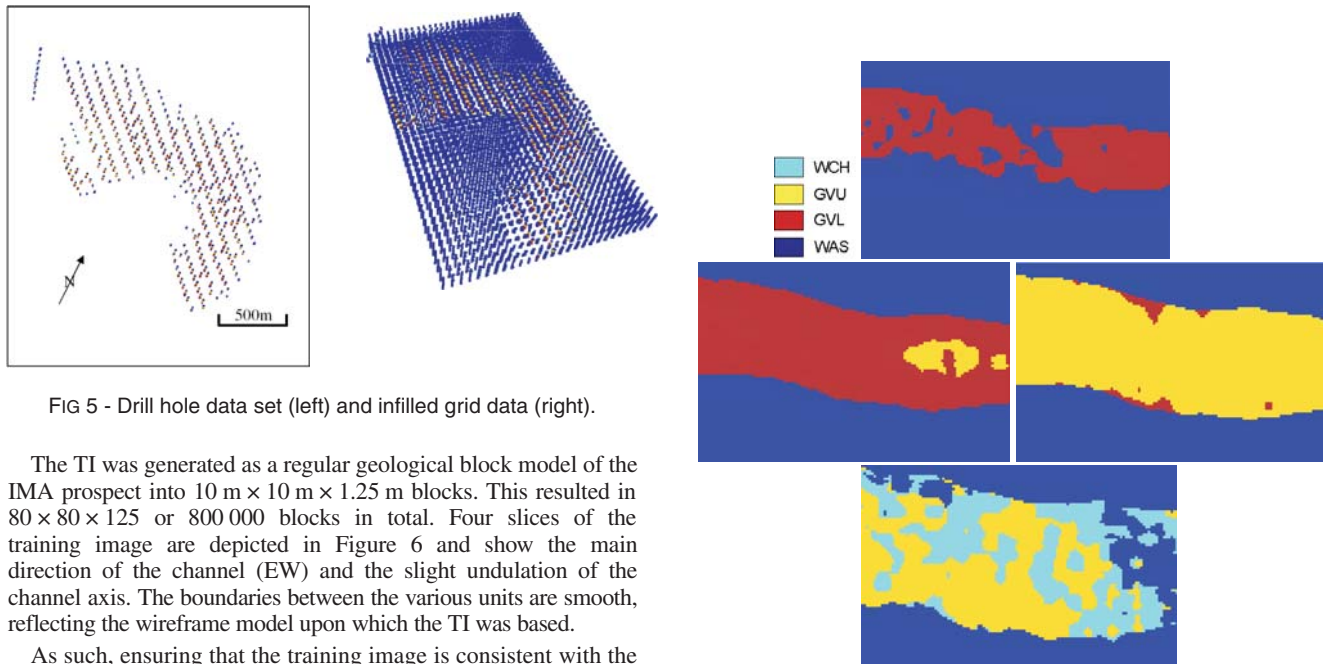 N
500m
FIG 5 - Drill hole data set (left) and infilled grid data (right).
The TI was generated as a regular geological block model of the
IMA prospect into 10 m × 10 m × 1.25 m blocks. This resulted in
80 × 80 × 125 or 800 000 blocks in total. Four slices of the
training image are depicted in Figure 6 and show the main
direction of the channel (EW) and the slight undulation of the
channel axis. The boundaries between the various units are smooth,
reflecting the wireframe model upon which the TI was based.
As such, ensuring that the training image is consistent with the
WCH
GVU
GVL
WAS